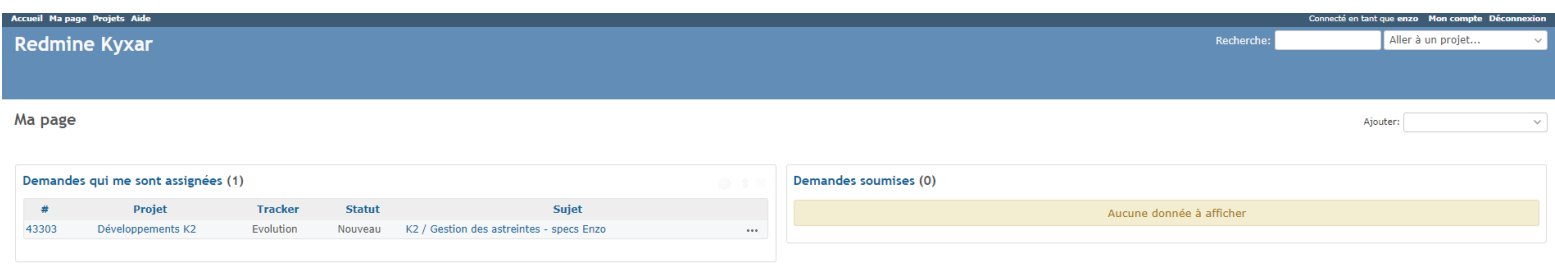 Accueil Ma page Projets Aide
Connecté en tant que enzo Mon compte Déconnexion
Redmine Kyxar
Recherche: Aller à un projet...
Ma page
Ajouter:
Demandes qui me sont assignées (1)
# Projet Tracker Statut Sujet
43303 Développements K2 Evolution Nouveau K2 / Gestion des astreintes - specs Enzo ...
Demandes soumises (0)
Aucune donnée à afficher